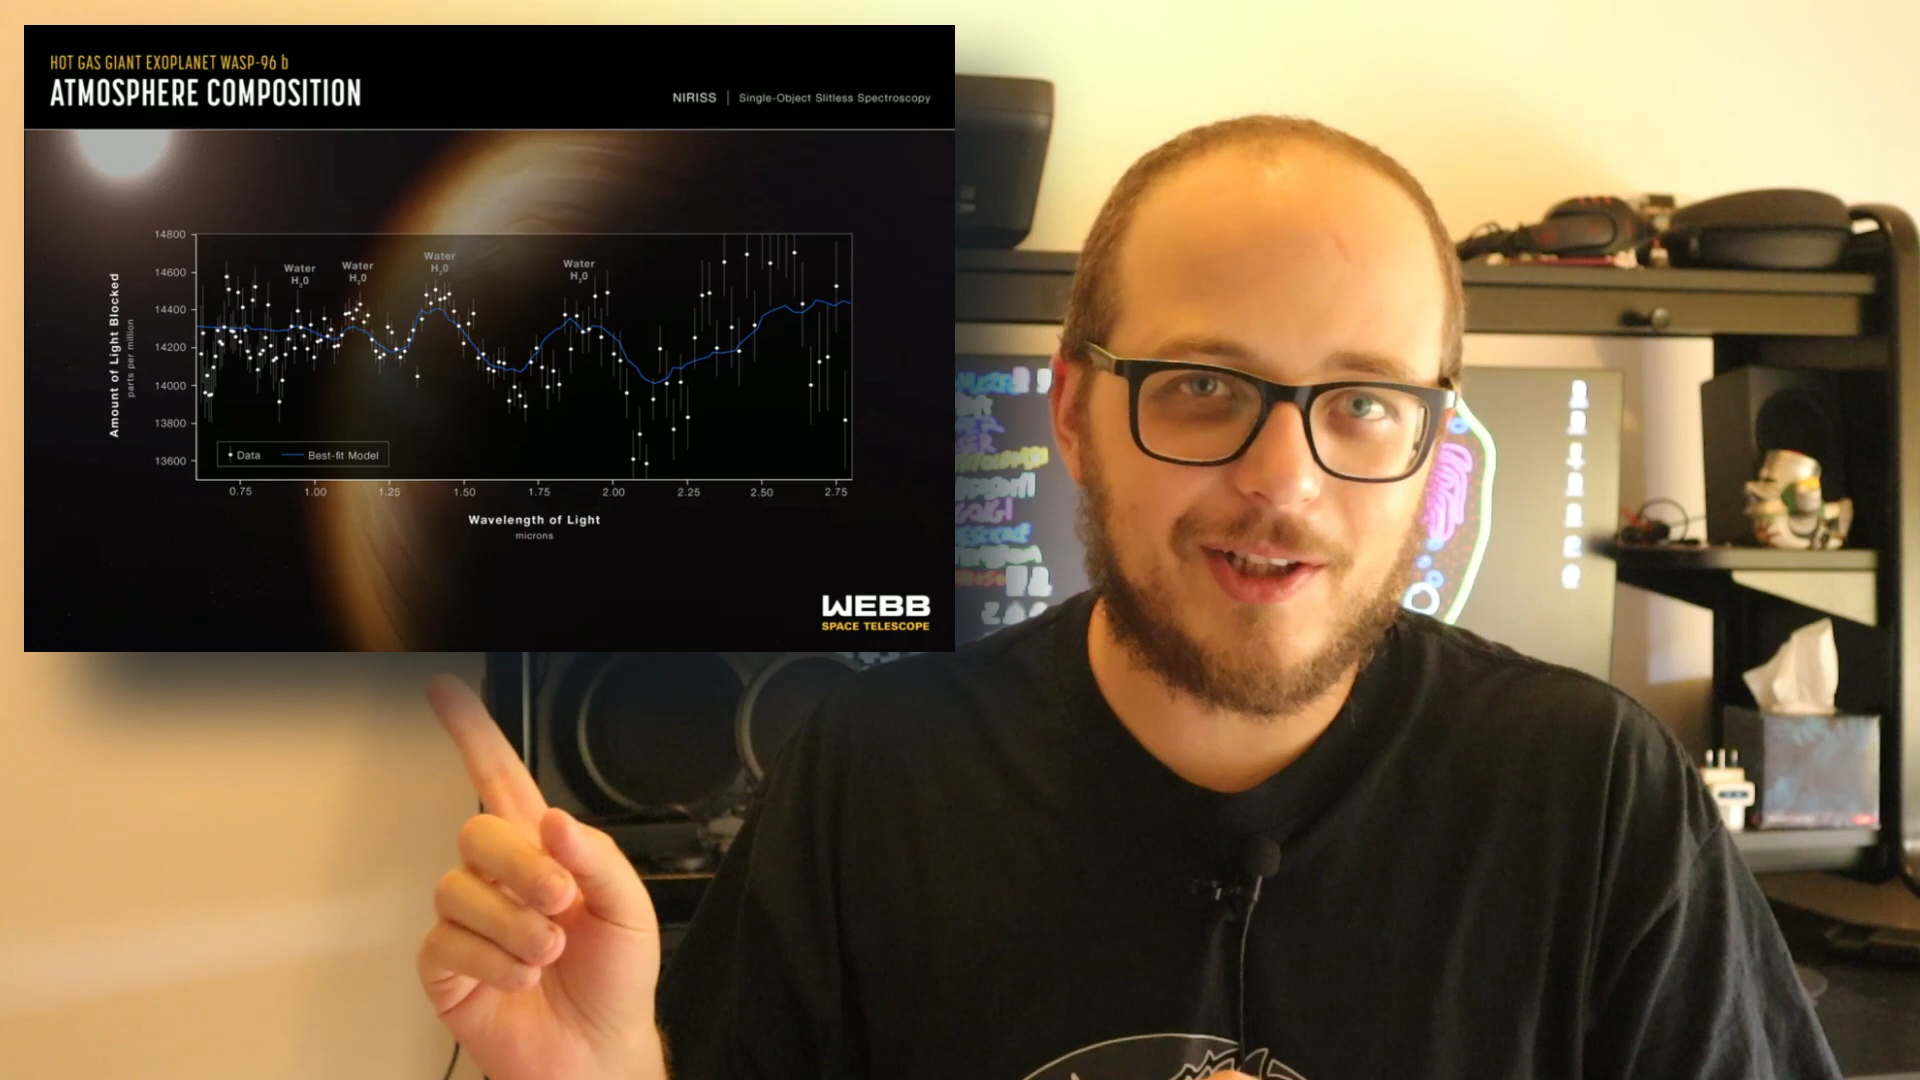 HOT GAS GIANT EXOPLANET WASP-96 b
ATMOSPHERE COMPOSITION
NIRISS | Single-Object Slitless Spectroscopy
Amount of Light Blocked
parts per million
14800
14600
14400
14200
14000
13800
13600
Water
H₂O
Water
H₂O
Water
H₂O
Water
H₂O
Data
Best-fit Model
0.75
1.00
1.25
1.50
1.75
2.00
2.25
2.50
2.75
Wavelength of Light
microns
WEBB
SPACE TELESCOPE